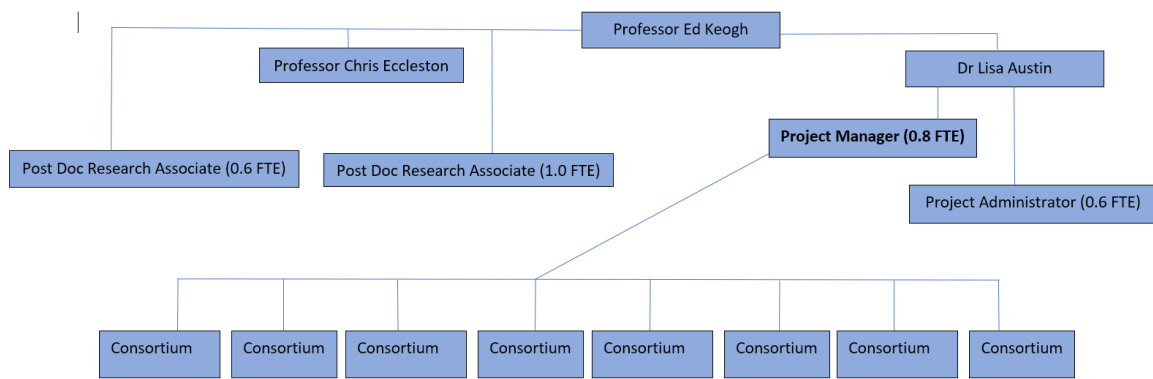 Professor Ed Keogh
Professor Chris Eccleston
Dr Lisa Austin
Project Manager (0.8 FTE)
Post Doc Research Associate (0.6 FTE)
Post Doc Research Associate (1.0 FTE)
Project Administrator (0.6 FTE)
Consortium
Consortium
Consortium
Consortium
Consortium
Consortium
Consortium
Consortium